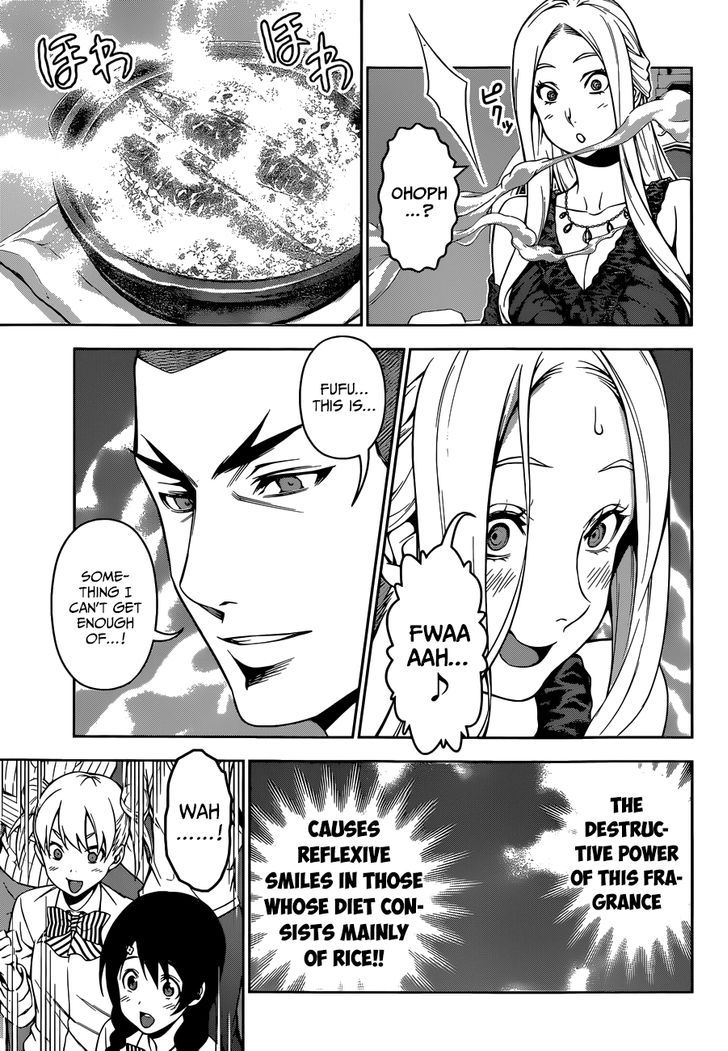 ピクッ
OHOPH
...?
ほわ
ほわ
FWAA
AAH...
♪
FUFU...
THIS IS...
SOME-
THING I
CAN'T GET
ENOUGH
OF...!
THE
DESTRUC-
TIVE POWER
OF THIS FRA-
GRANCE
CAUSES
REFLEXIVE
SMILES IN THOSE
WHOSE DIET CON-
SISTS MAINLY
OF RICE!!
WAH
......!